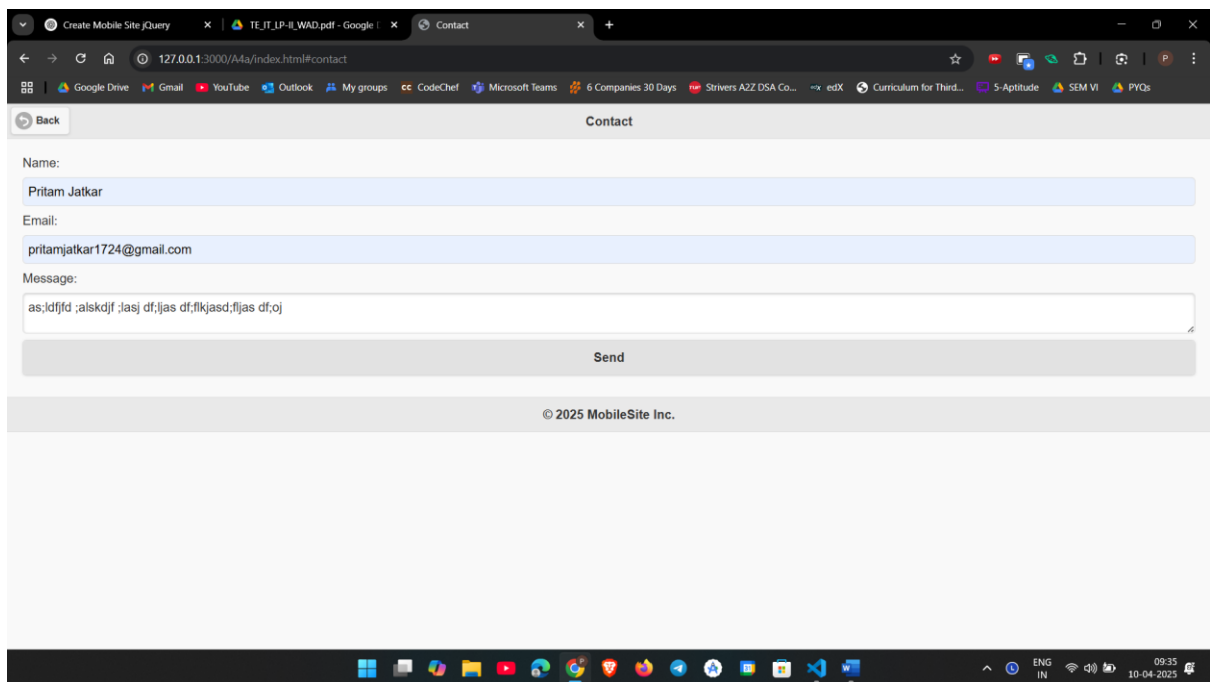 Create Mobile Site jQuery
TE_IT_LP-II_WAD.pdf - Google
Contact
127.0.0.1:3000/A4a/index.html#contact
P
Google Drive Gmail YouTube Outlook My groups CC CodeChef Microsoft Teams 6 Companies 30 Days Strivers A2Z DSA Co... edX Curriculum for Third... 5-Aptitude SEM VI PYQs
Back
Contact
Name:
Pritam Jatkar
Email:
pritamjatkar1724@gmail.com
Message:
as;ldfjfd ;alskdjf ;lasj df;ljas df;flkjasd;fljas df;oj
Send
© 2025 MobileSite Inc.
ENG
IN
09:35
10-04-2025